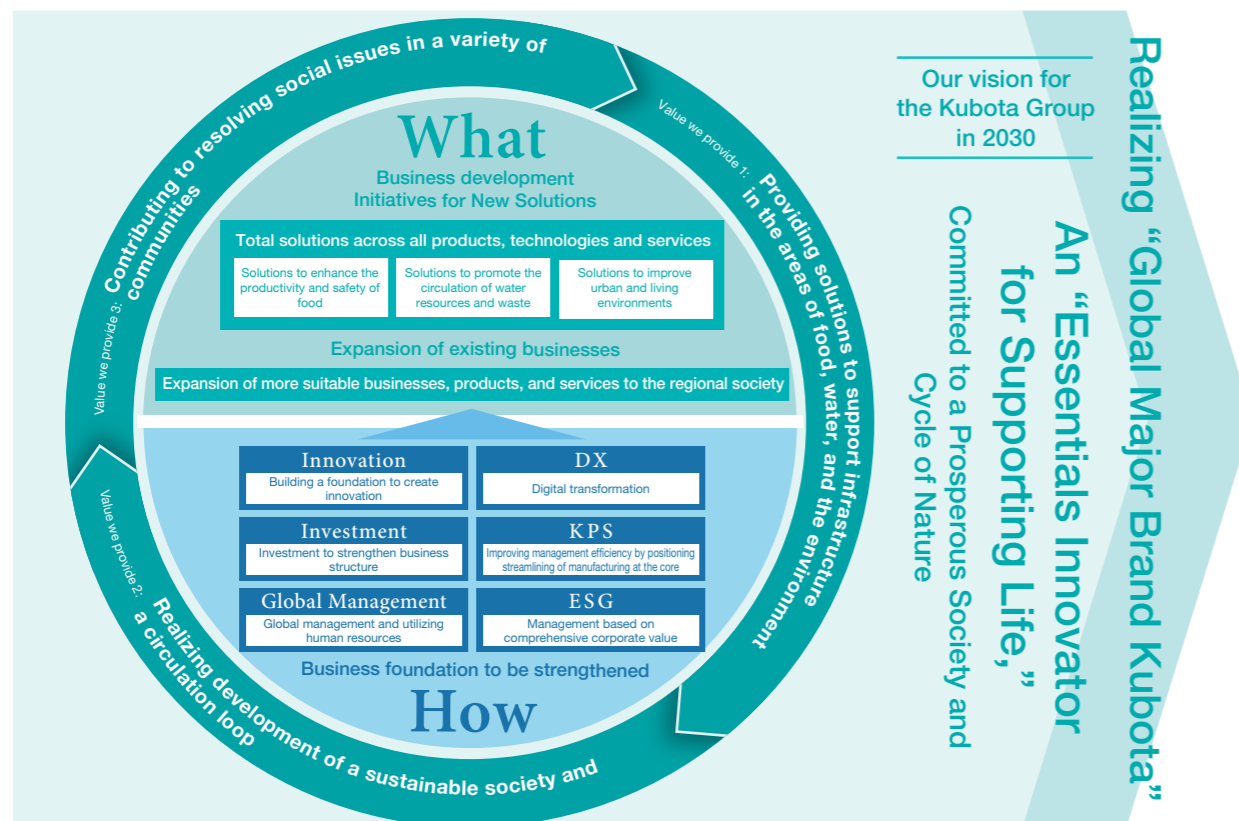 What
Business development
Initiatives for New Solutions
Total solutions across all products, technologies and services
Solutions to enhance the
productivity and safety of
food
Solutions to promote the
circulation of water
resources and waste
Solutions to improve
urban and living
environments
Expansion of existing businesses
Expansion of more suitable businesses, products, and services to the regional society
Innovation
Building a foundation to create
innovation
DX
Digital transformation
Investment
Investment to strengthen business
structure
KPS
Improving management efficiency by positioning
streamlining of manufacturing at the core
Global Management
Global management and utilizing
human resources
ESG
Management based on
comprehensive corporate value
Business foundation to be strengthened
How
Value we provide 1: Providing solutions to support infrastructure
in the areas of food, water, and the environment
Value we provide 2: Realizing development of a sustainable society and
a circulation loop
Value we provide 3: Contributing to resolving social issues in a variety of
communities
Our vision for
the Kubota Group
in 2030
Realizing “Global Major Brand Kubota”
An “Essentials Innovator
for Supporting Life,”
Committed to a Prosperous Society and
Cycle of Nature